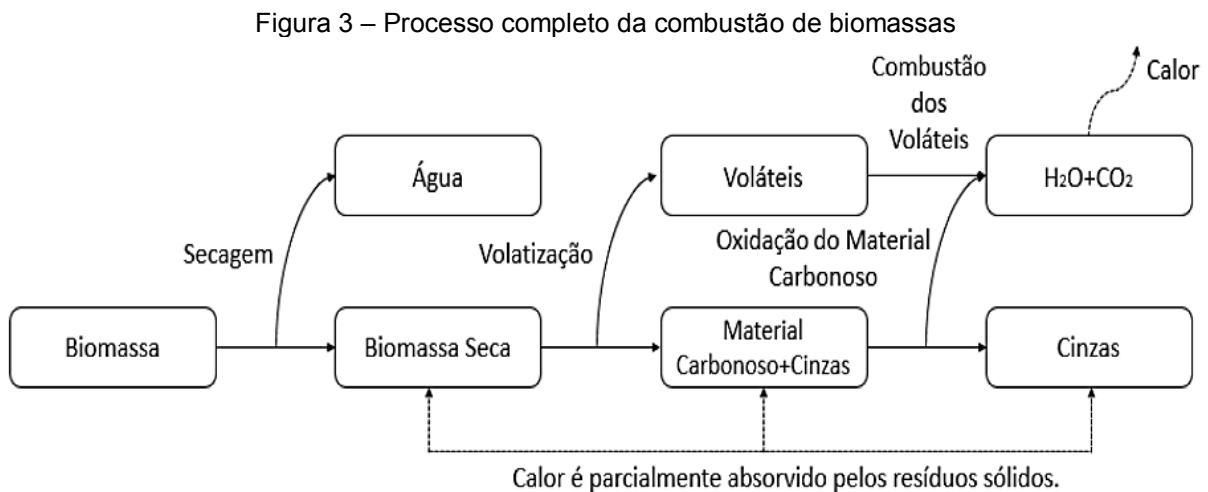 Figura 3 – Processo completo da combustão de biomassas
Combustão
dos
Voláteis
Calor
Água
Voláteis
H₂O+CO₂
Secagem
Volatização
Oxidação do Material
Carbonoso
Biomassa
Biomassa Seca
Material
Carbonoso+Cinzas
Cinzas
Calor é parcialmente absorvido pelos resíduos sólidos.